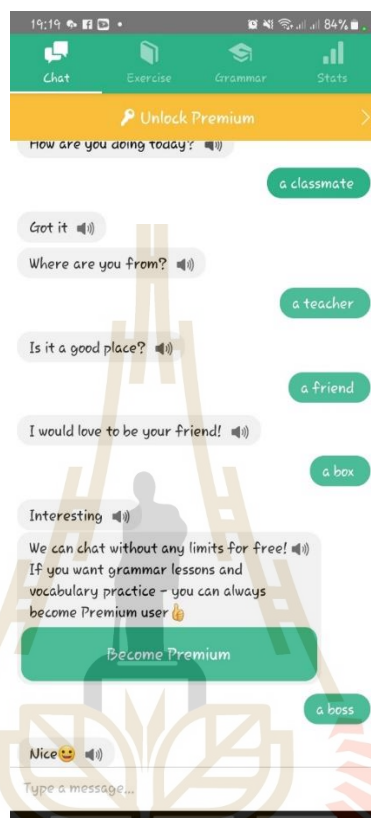 19:19 84%
Chat Exercise Grammar Stats
Unlock Premium
How are you doing today?
a classmate
Got it
Where are you from?
a teacher
Is it a good place?
a friend
I would love to be your friend!
a box
Interesting
We can chat without any limits for free!
If you want grammar lessons and
vocabulary practice – you can always
become Premium user
Become Premium
a boss
Nice
Type a message...